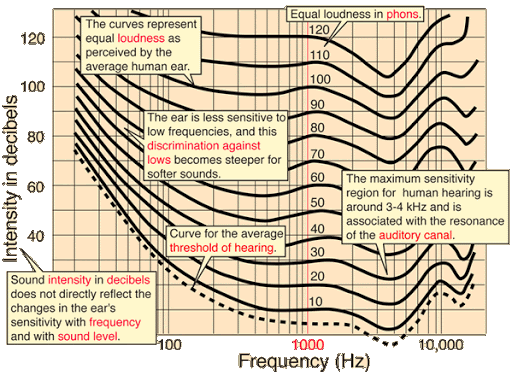 Equal loudness in phons.
The curves represent
equal loudness as
perceived by the
average human ear.
The ear is less sensitive to
low frequencies, and this
discrimination against
lows becomes steeper for
softer sounds.
The maximum sensitivity
region for human hearing is
around 3-4 kHz and is
associated with the resonance
of the auditory canal.
Curve for the average
threshold of hearing.
Sound intensity in decibels
does not directly reflect the
changes in the ear's
sensitivity with frequency
and with sound level.
Intensity in decibels
120
100
80
60
40
120
110
100
90
80
70
60
50
40
30
20
10
100
1000
10,000
Frequency (Hz)